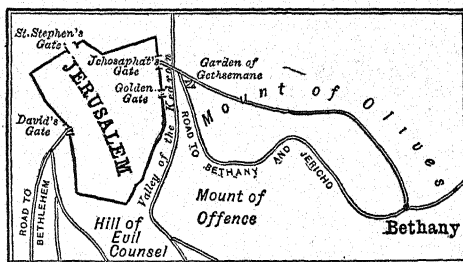 St. Stephen's
Gate
Jehosaphat's
Gate
Garden of
Gethsemane
Golden
Gate
JERUSALEM
David's
Gate
Valley of the Kedron
Mount of Olives
ROAD TO
BETHANY AND JERICHO
ROAD TO
BETHLEHEM
Mount of
Offence
Hill of
Evil
Counsel
Bethany